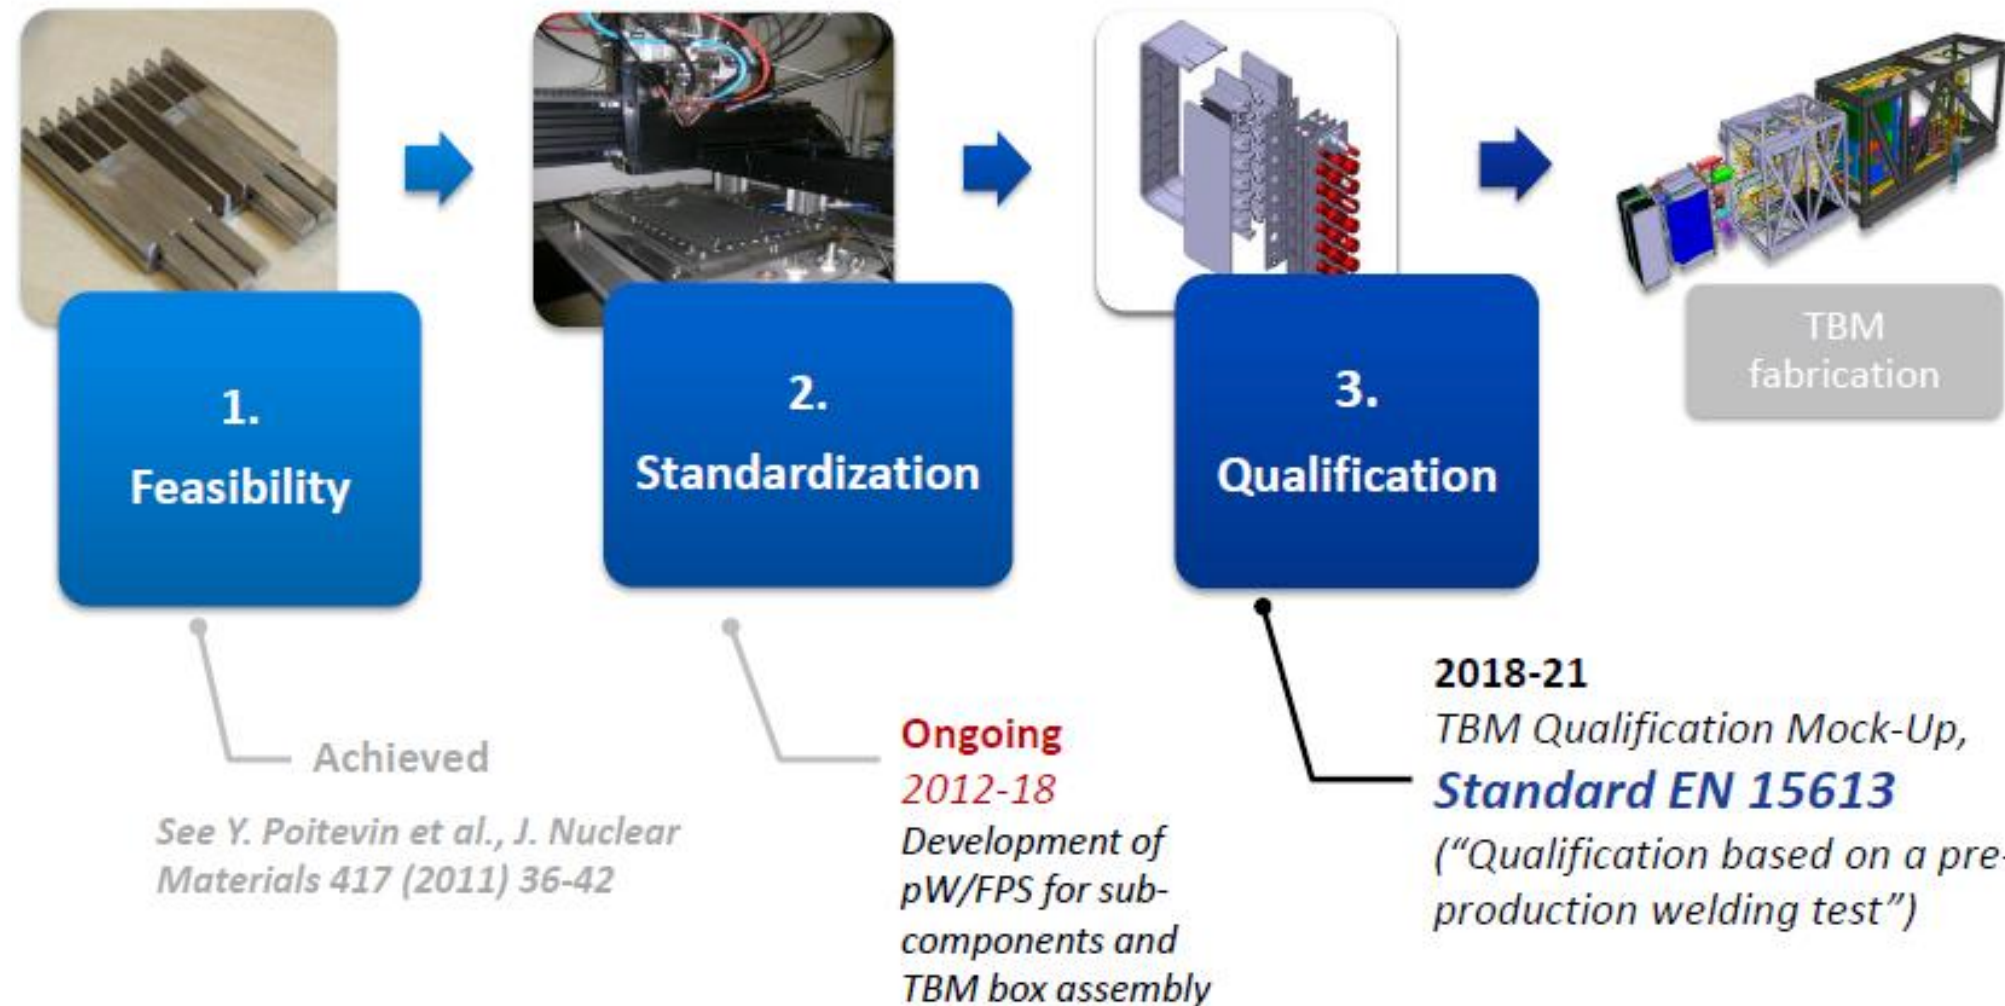 1.
Feasibility
2.
Standardization
3.
Qualification
TBM
fabrication
Achieved
See Y. Poitevin et al., J. Nuclear
Materials 417 (2011) 36-42
Ongoing
2012-18
Development of
pW/FPS for sub-
components and
TBM box assembly
2018-21
TBM Qualification Mock-Up,
Standard EN 15613
(“Qualification based on a pre-
production welding test”)